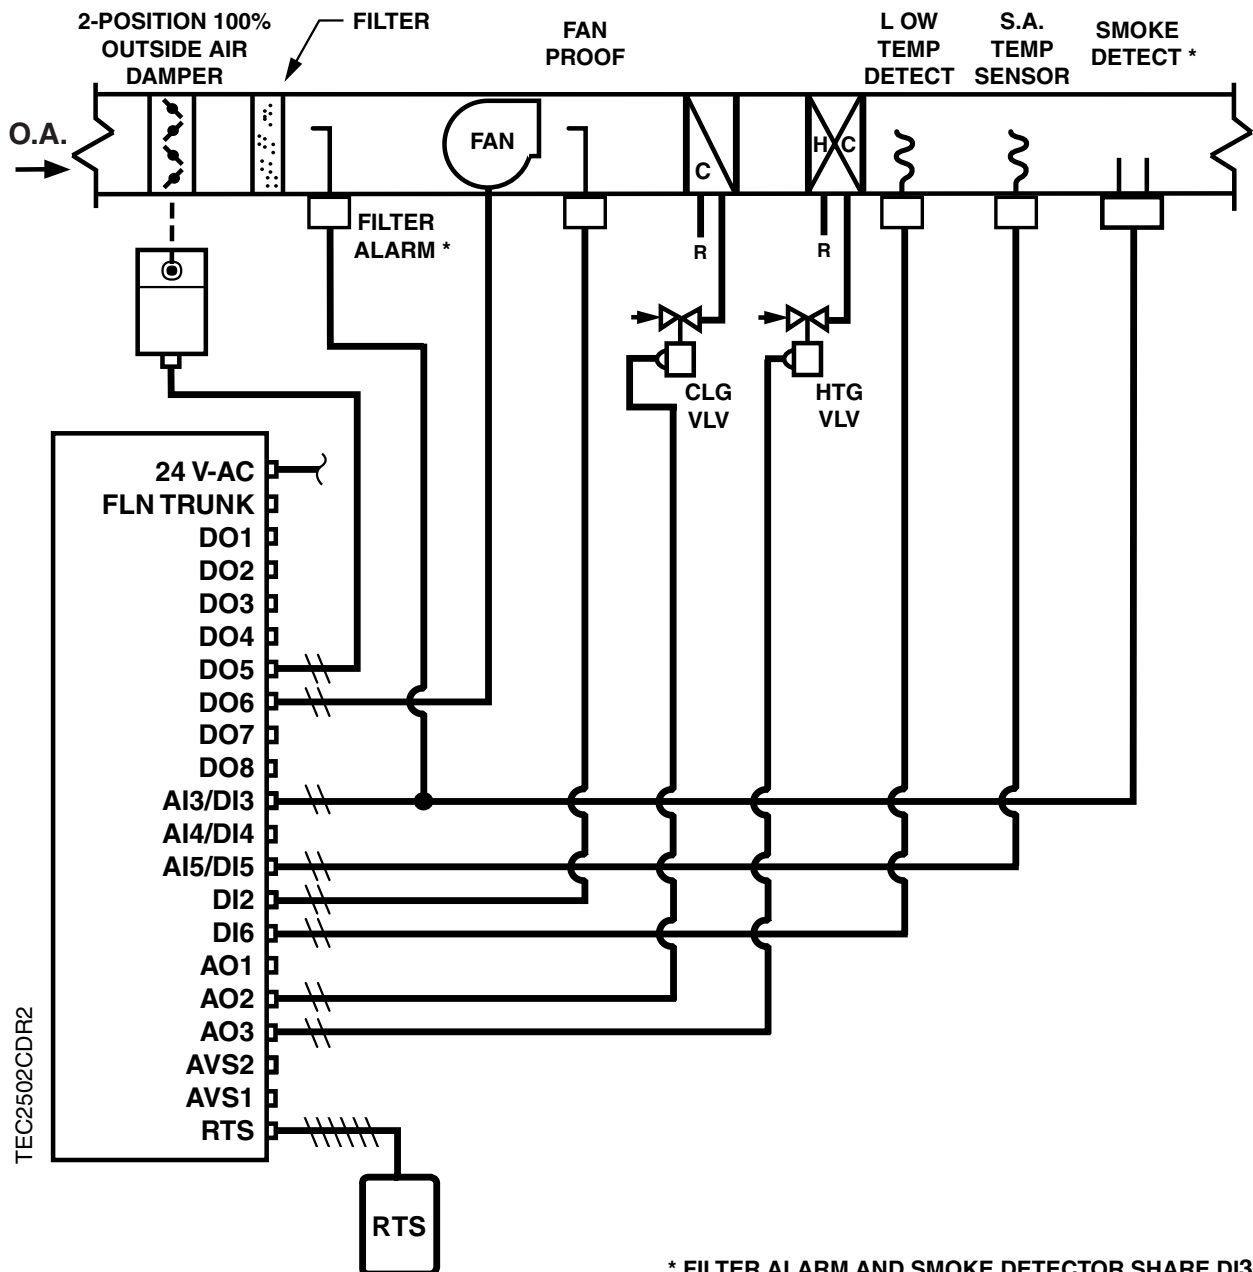 2-POSITION 100%
OUTSIDE AIR
DAMPER
FILTER
FAN
PROOF
L OW
TEMP
DETECT
S.A.
TEMP
SENSOR
SMOKE
DETECT *
O.A.
FAN
C
H C
FILTER
ALARM *
R
R
CLG
VLV
HTG
VLV
24 V-AC
FLN TRUNK
DO1
DO2
DO3
DO4
DO5
DO6
DO7
DO8
AI3/DI3
AI4/DI4
AI5/DI5
DI2
DI6
AO1
AO2
AO3
AVS2
AVS1
RTS
TEC2502CDR2
RTS
* FILTER ALARM AND SMOKE DETECTOR SHARE DI3